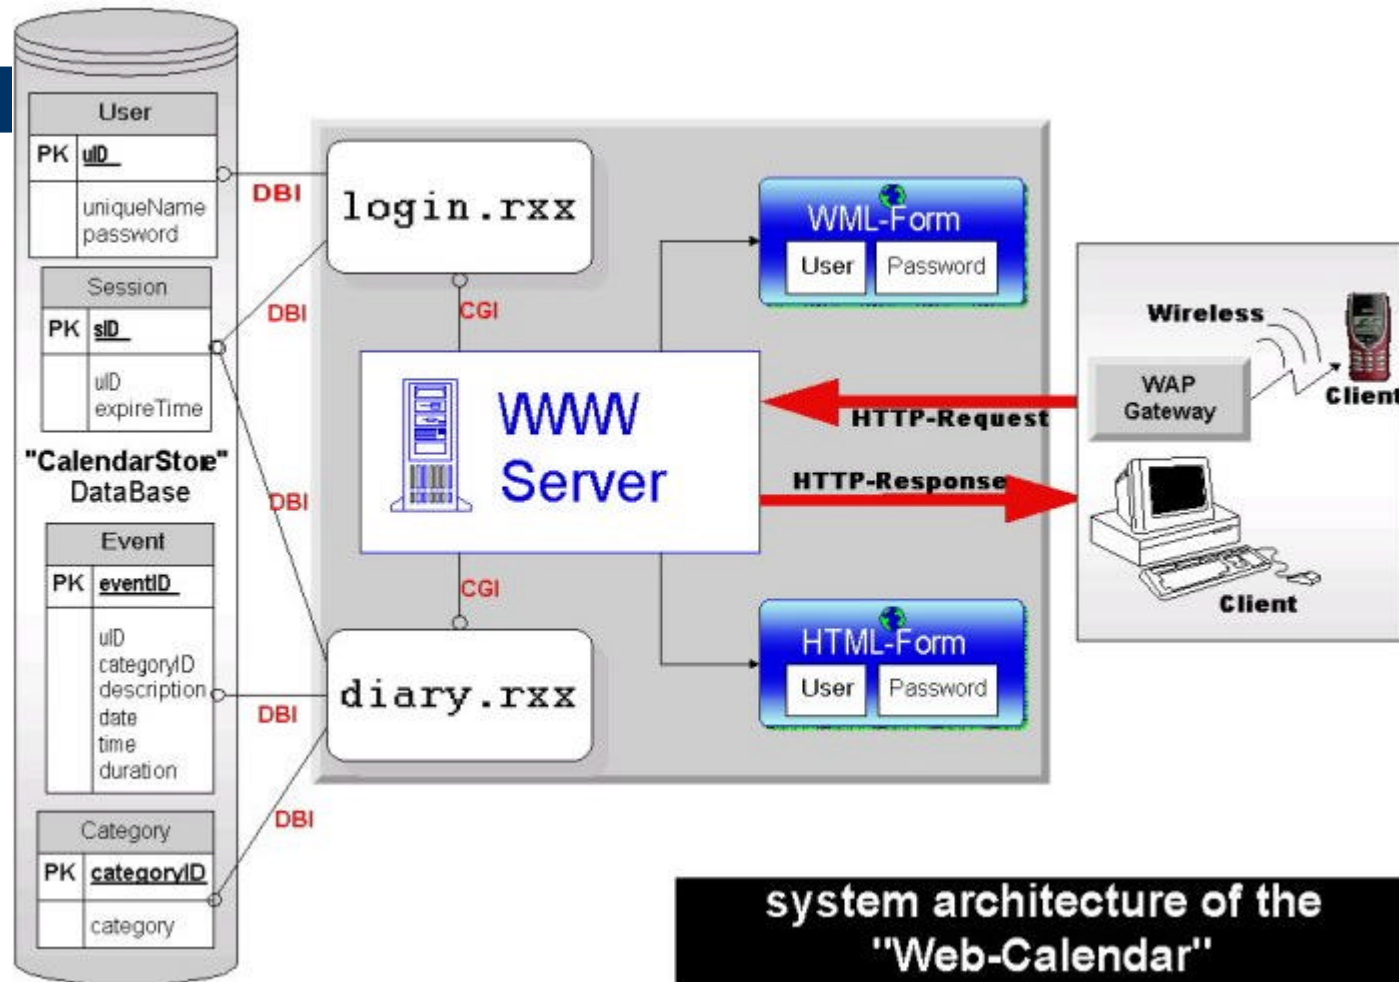 User
PK uID
uniqueName
password
Session
PK sID
uID
expireTime
"CalendarStore"
DataBase
Event
PK eventID
uID
categoryID
description
date
time
duration
Category
PK categoryID
category
DBI
DBI
DBI
DBI
DBI
login.rxx
CGI
WWW
Server
CGI
diary.rxx
WML-Form
User Password
HTTP-Request
HTTP-Response
HTML-Form
User Password
Wireless
WAP
Gateway
Client
Client
system architecture of the
"Web-Calendar"